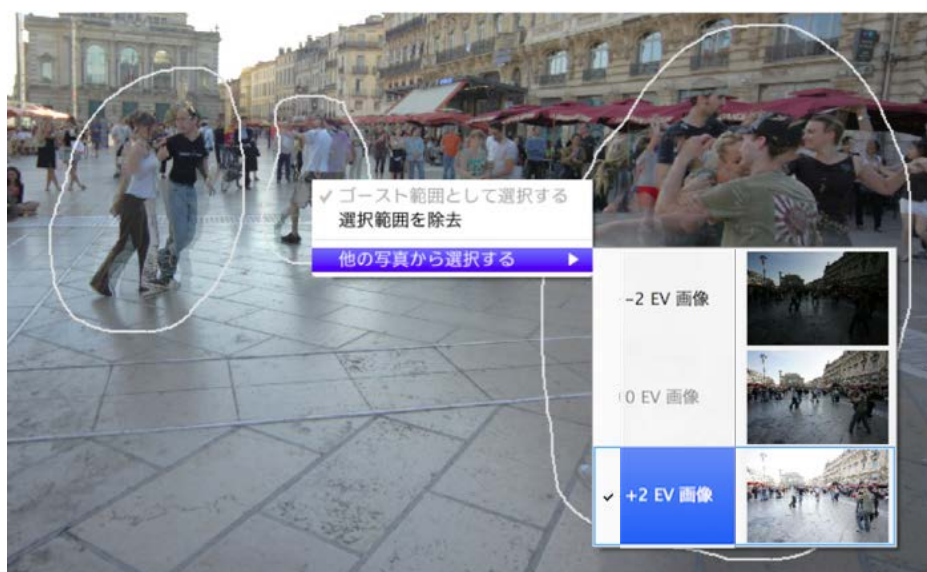 ✓ ゴースト範囲として選択する
選択範囲を除去
他の写真から選択する ▶
-2 EV 画像
0 EV 画像
✓ +2 EV 画像